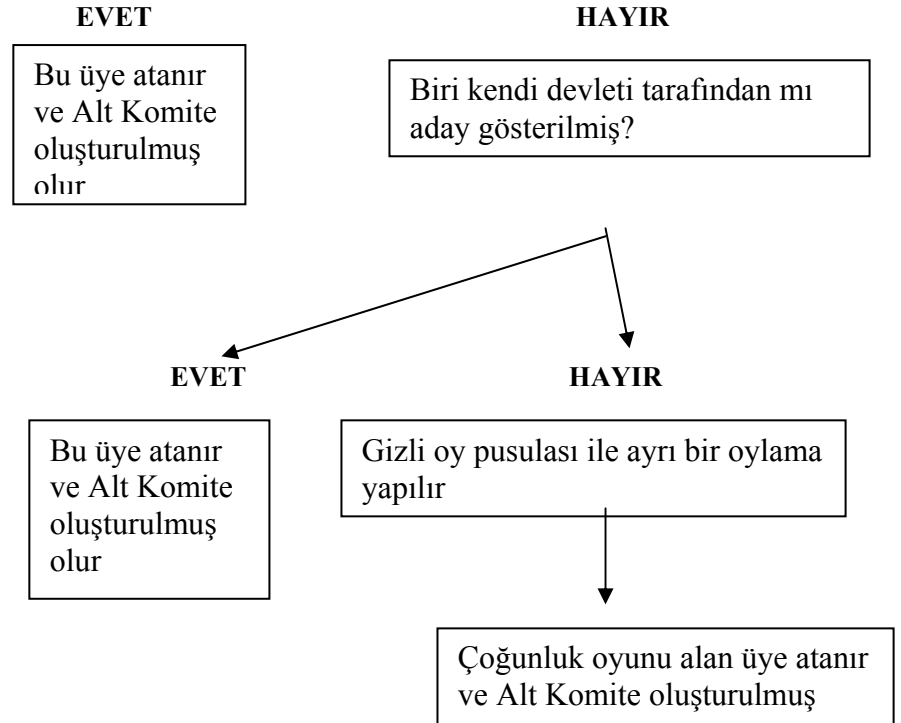 EVET
HAYIR
Bu üye atanır
ve Alt Komite
oluşturulmuş
olur
Biri kendi devleti tarafından mı
aday gösterilmiş?
EVET
HAYIR
Bu üye atanır
ve Alt Komite
oluşturulmuş
olur
Gizli oy pusulası ile ayrı bir oylama
yapılır
Çoğunluk oyunu alan üye atanır
ve Alt Komite oluşturulmuş